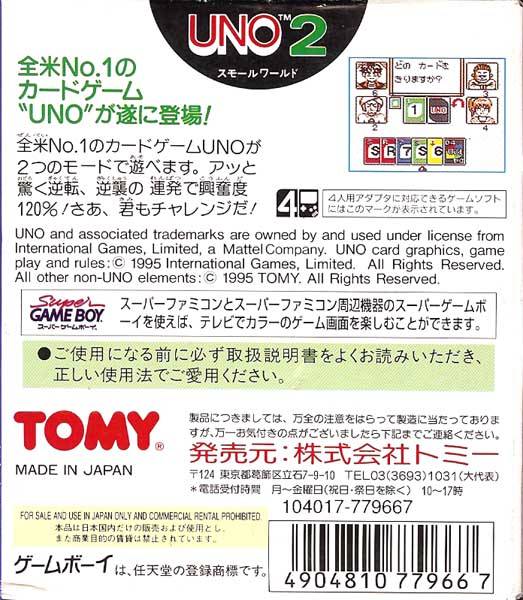 UNO™2
スモールワールド
全米No.1の
カードゲーム
“UNO”が遂に登場!
どの カードを
きりますか?
6
2
4
1
UNO
S R 7 S 6
全米No.1のカードゲームUNOが
2つのモードで遊べます。アッと
驚く逆転、逆襲の連発で興奮度
120%!さあ、君もチャレンジだ!
4
4人用アダプタに対応できるゲームソフト
にはこのマークが表示されています。
UNO and associated trademarks are owned by and used under license from
International Games, Limited, a Mattel Company. UNO card graphics, game
play and rules:© 1995 International Games, Limited. All Rights Reserved.
All other non-UNO elements:© 1995 TOMY. All Rights Reserved.
Super
GAME BOY
スーパーゲームボーイ
スーパーファミコンとスーパーファミコン周辺機器のスーパーゲームボ
ーイを使えば、テレビでカラーのゲーム画面を楽しむことができます。
●ご使用になる前に必ず取扱説明書をよくお読みいただき、
正しい使用法でご愛用ください。
TOMY
MADE IN JAPAN
製品につきましては、万全の注意をはらって製造に当たっておりま
すが、万一お気付きの点がございましたら下記までご連絡ください。
発売元:株式会社トミー
〒124 東京都葛飾区立石7-9-10 TEL03(3693)1031(大代表)
*電話受付時間 月〜金曜日(祝日・祭日を除く) 10〜17時
104017-779667
FOR SALE AND USE IN JAPAN ONLY AND COMMERCIAL RENTAL PROHIBITED.
本品は日本国内だけの販売および使用とし、
また商業目的の賃貸は禁止されています。
ゲームボーイは、任天堂の登録商標です。
4904810779667